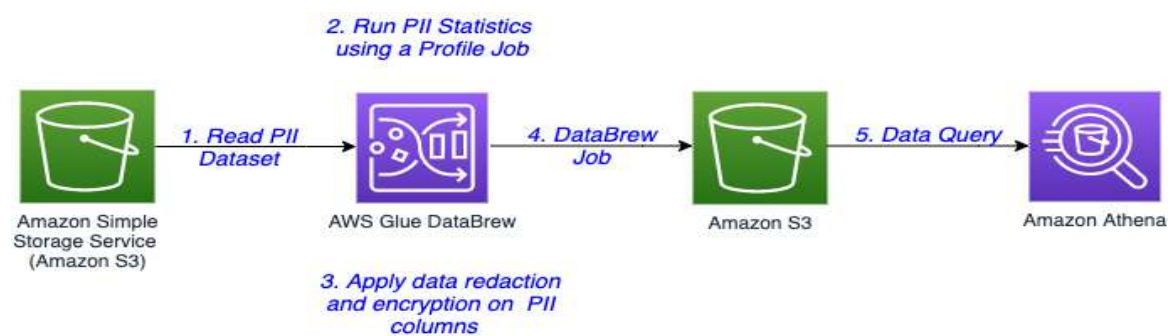 2. Run PII Statistics
using a Profile Job
1. Read PII
Dataset
4. DataBrew
Job
5. Data Query
Amazon Simple
Storage Service
(Amazon S3)
AWS Glue DataBrew
Amazon S3
Amazon Athena
3. Apply data redaction
and encryption on PII
columns